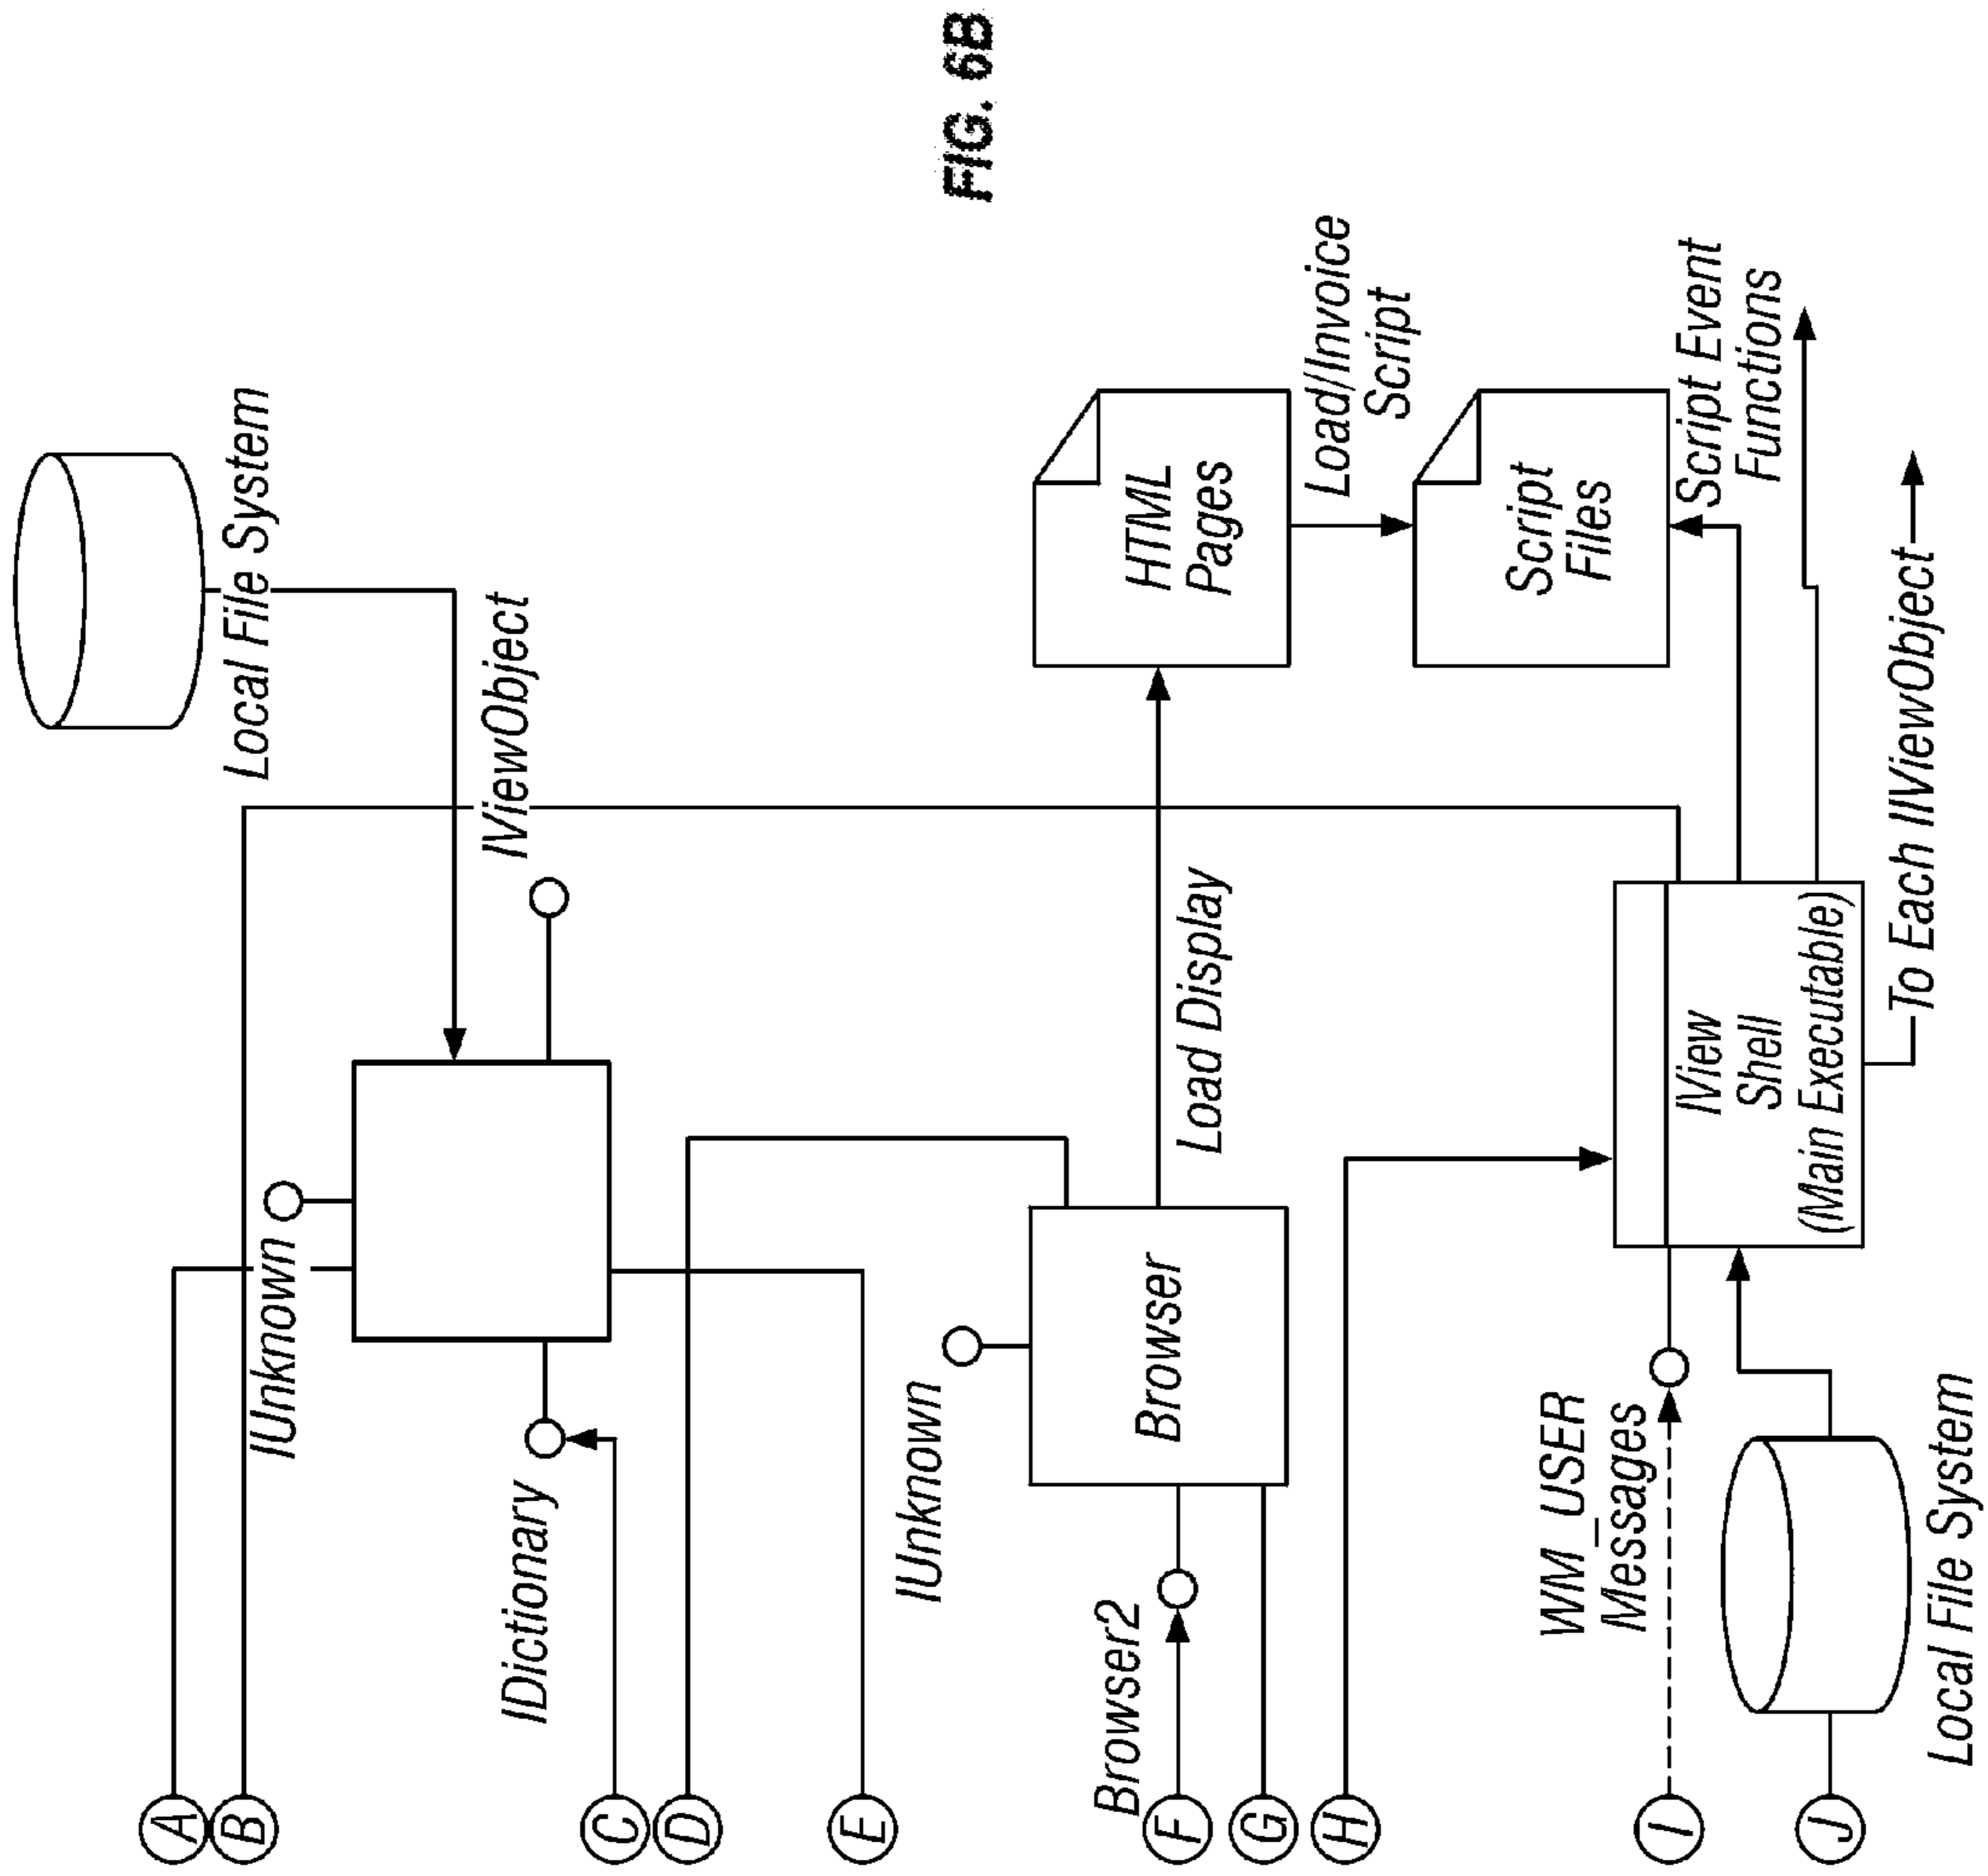 FIG. 6B
Local File System
IViewObject
IUnknown
IDictionary
A
B
C
D
E
IUnknown
Browser
Browser2
Load Display
HTML
Pages
Load/Invoice
Script
Script
Files
Script Event
Functions
F
G
H
WM_USER
Messages
IView
Shell
(Main Executable)
To Each IIViewObject
Local File System
I
J